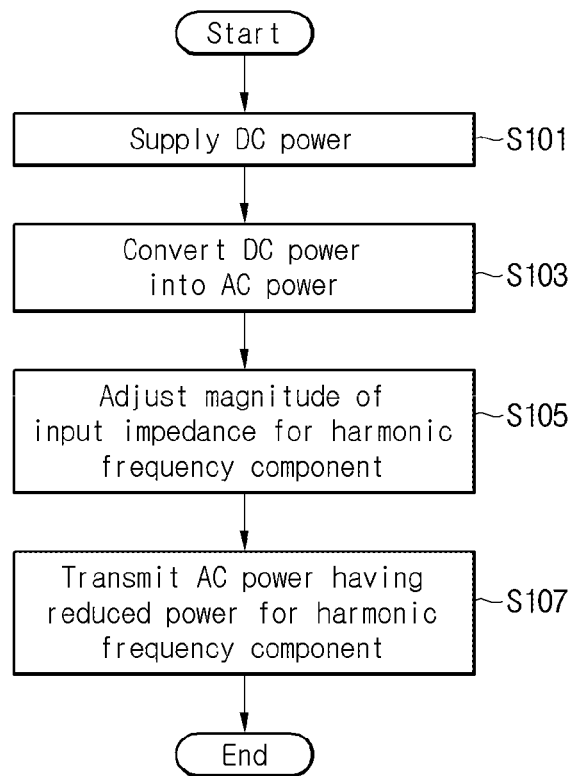 Start
Supply DC power
S101
Convert DC power
into AC power
S103
Adjust magnitude of
input impedance for harmonic
frequency component
S105
Transmit AC power having
reduced power for harmonic
frequency component
S107
End